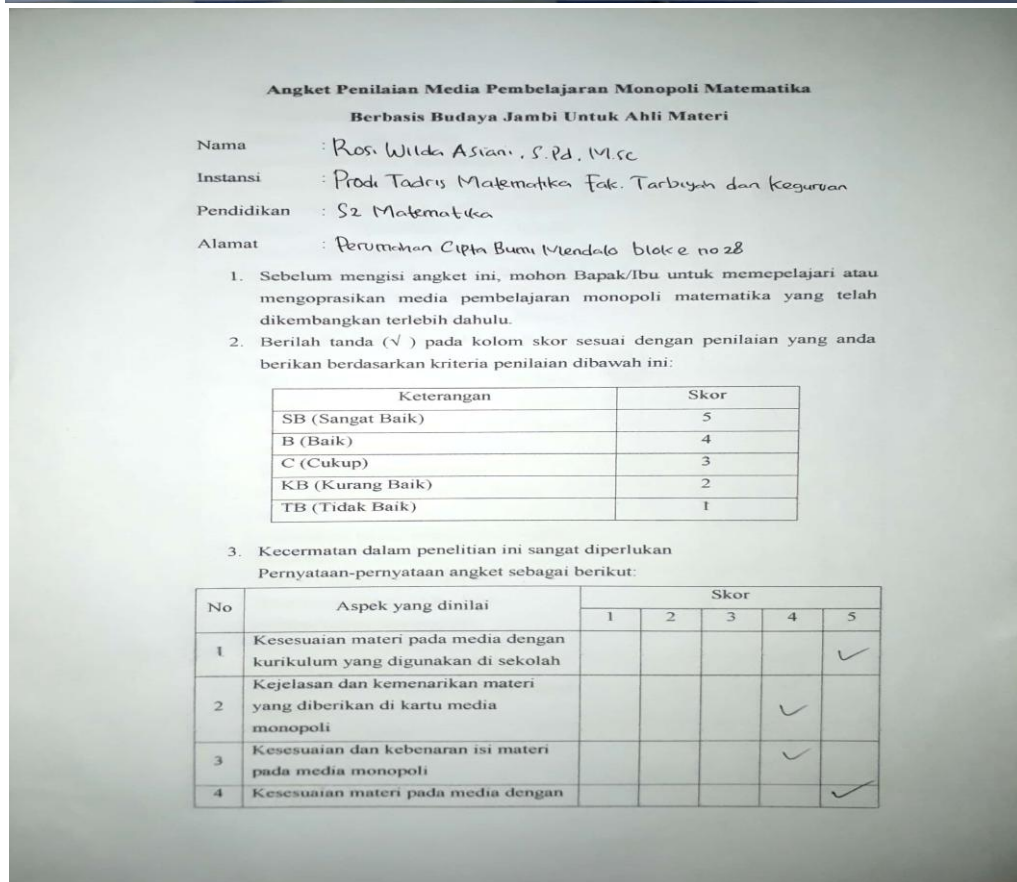 Angket Penilaian Media Pembelajaran Monopoli Matematika
Berbasis Budaya Jambi Untuk Ahli Materi
Nama : Rosi Wilda Asiani, S.Pd, M.Sc
Instansi : Prodi Tadris Matematika Fak. Tarbiyah dan Keguruan
Pendidikan : S2 Matematika
Alamat : Perumahan Cipta Bumi Mendalo blok e no 28
1. Sebelum mengisi angket ini, mohon Bapak/Ibu untuk memepelajari atau
mengoprasikan media pembelajaran monopoli matematika yang telah
dikembangkan terlebih dahulu.
2. Berilah tanda (√ ) pada kolom skor sesuai dengan penilaian yang anda
berikan berdasarkan kriteria penilaian dibawah ini:
Keterangan Skor
SB (Sangat Baik) 5
B (Baik) 4
C (Cukup) 3
KB (Kurang Baik) 2
TB (Tidak Baik) 1
3. Kecermatan dalam penelitian ini sangat diperlukan
Pernyataan-pernyataan angket sebagai berikut:
No Aspek yang dinilai Skor
1 2 3 4 5
1 Kesesuaian materi pada media dengan
kurikulum yang digunakan di sekolah ✓
Kejelasan dan kemenarikan materi
2 yang diberikan di kartu media ✓
monopoli
3 Kesesuaian dan kebenaran isi materi ✓
pada media monopoli
4 Kesesuaian materi pada media dengan ✓